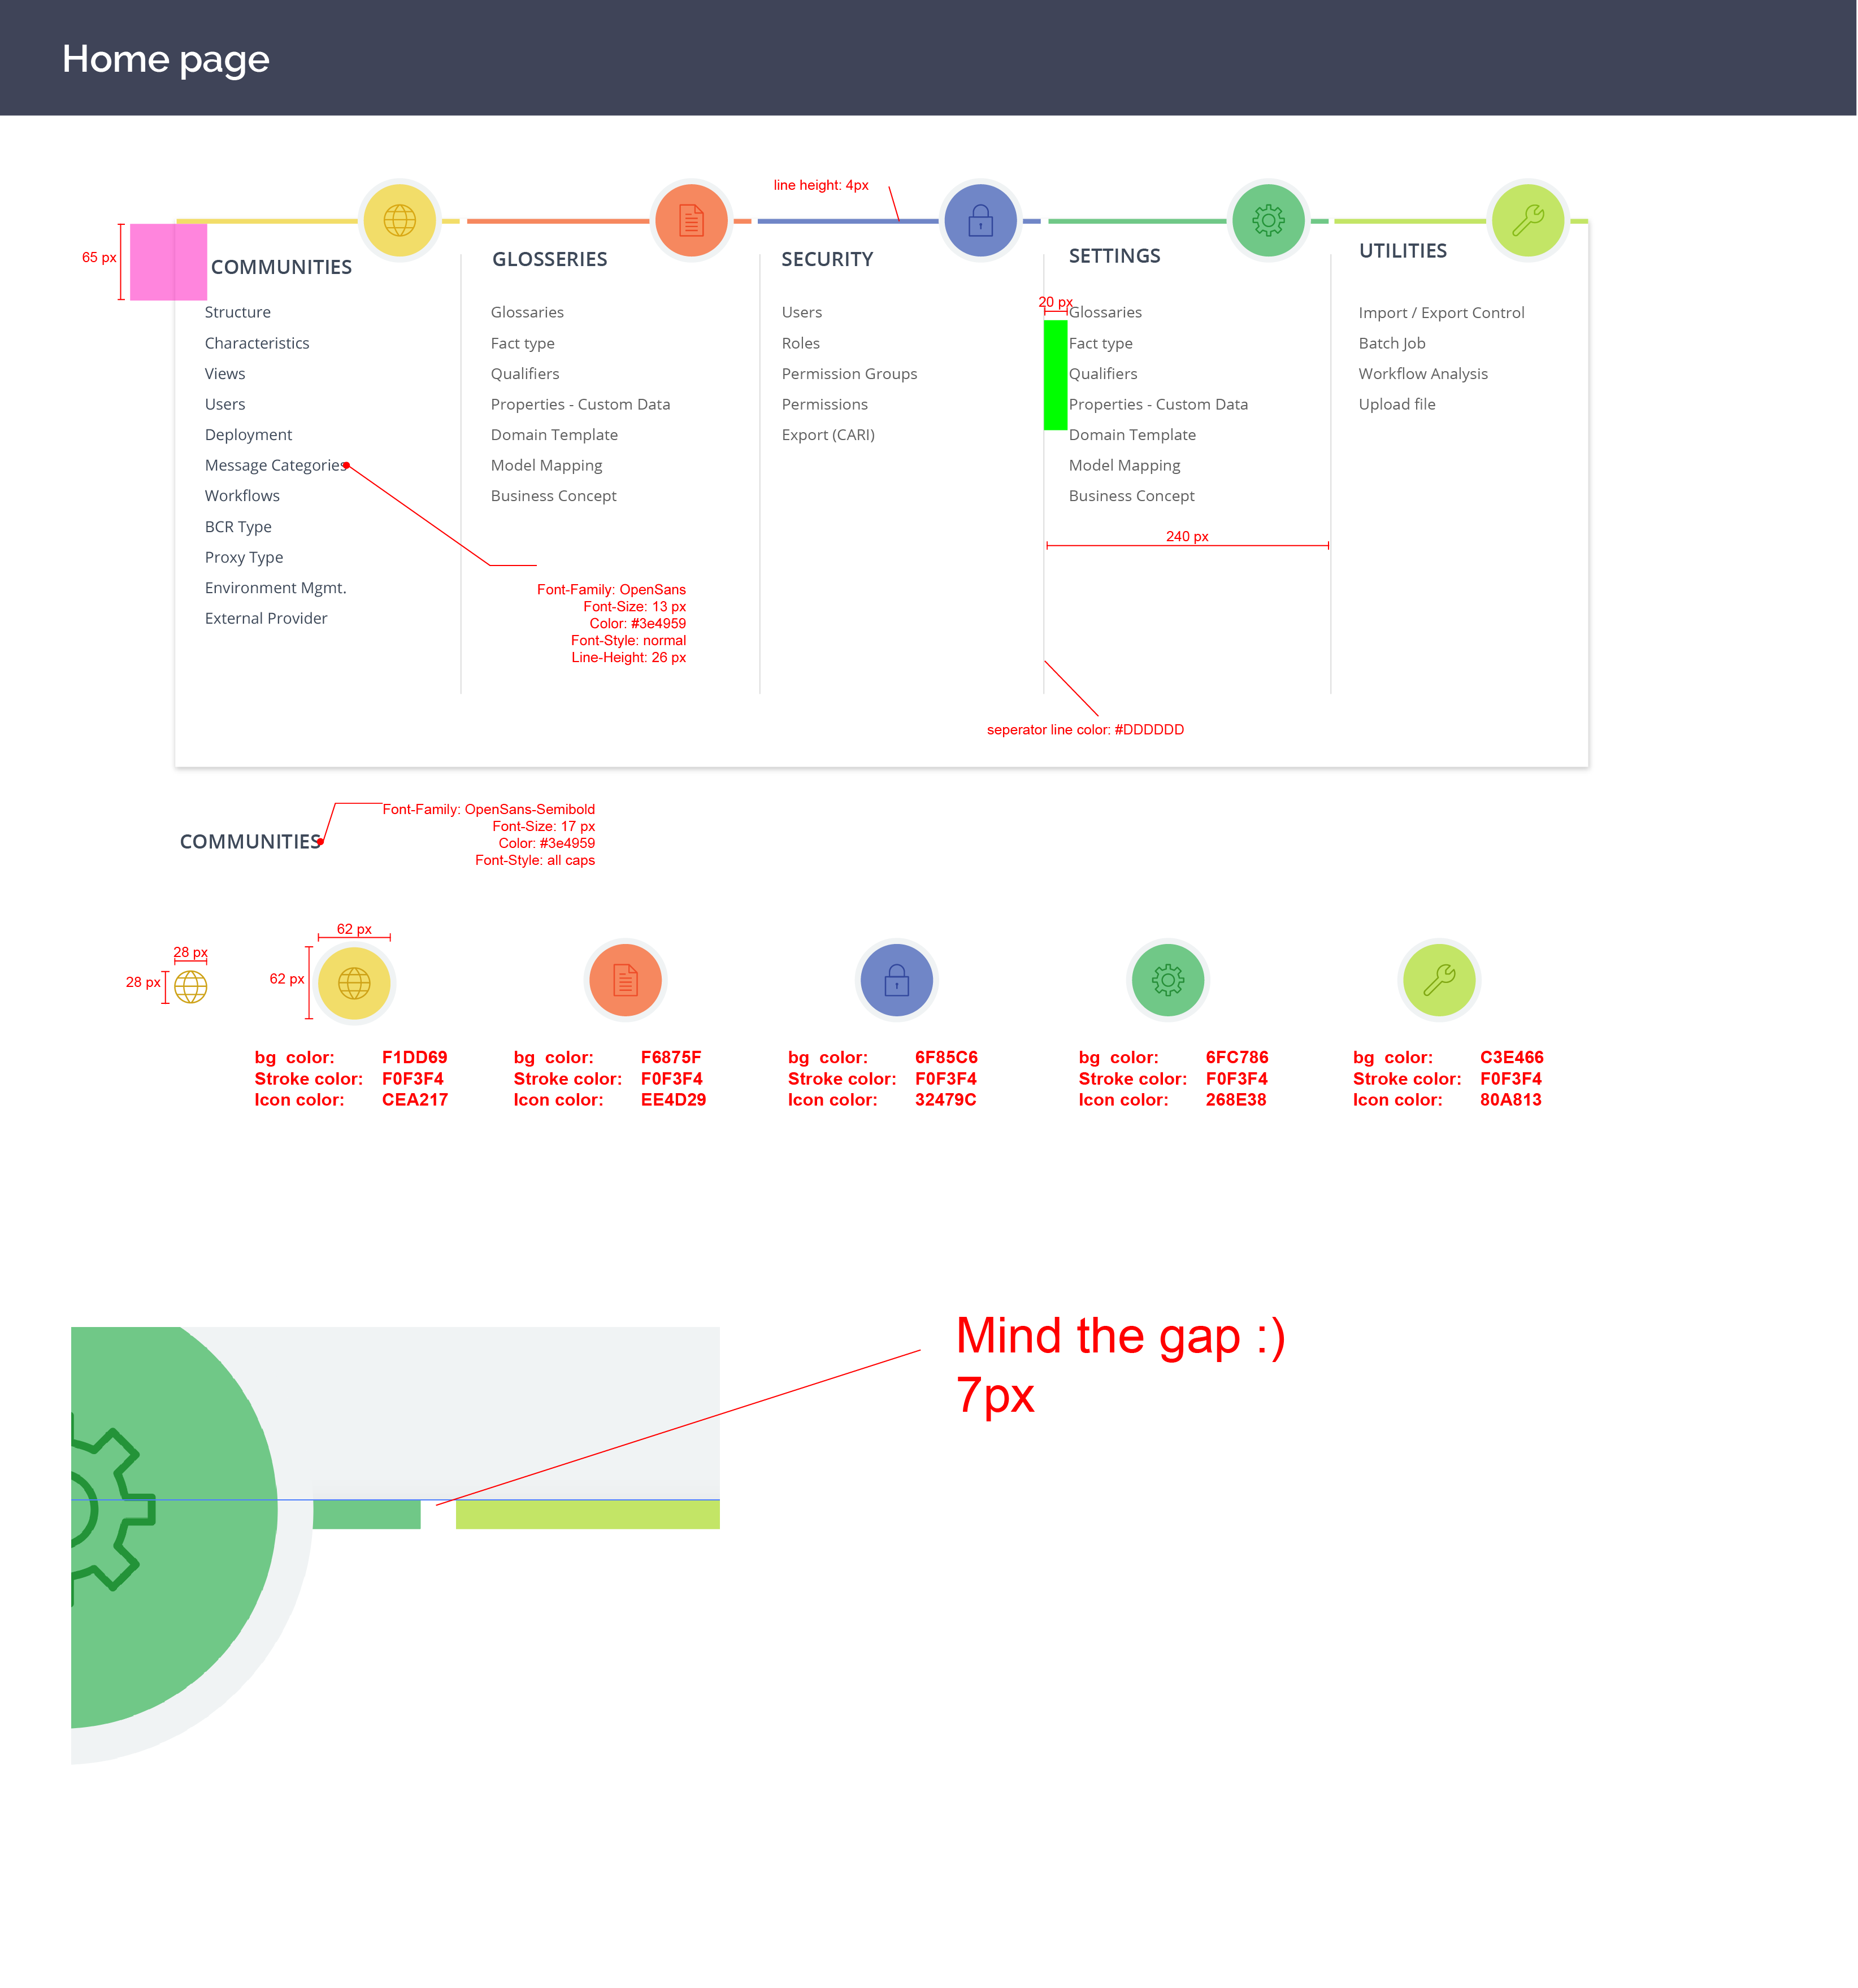 Home page
line height: 4px
65 px
COMMUNITIES
Structure
Characteristics
Views
Users
Deployment
Message Categories
Workflows
BCR Type
Proxy Type
Environment Mgmt.
External Provider
GLOSSERIES
Glossaries
Fact type
Qualifiers
Properties - Custom Data
Domain Template
Model Mapping
Business Concept
Font-Family: OpenSans
Font-Size: 13 px
Color: #3e4959
Font-Style: normal
Line-Height: 26 px
SECURITY
Users
Roles
Permission Groups
Permissions
Export (CARI)
SETTINGS
20 px
Glossaries
Fact type
Qualifiers
Properties - Custom Data
Domain Template
Model Mapping
Business Concept
240 px
seperator line color: #DDDDDD
UTILITIES
Import / Export Control
Batch Job
Workflow Analysis
Upload file
COMMUNITIES
Font-Family: OpenSans-Semibold
Font-Size: 17 px
Color: #3e4959
Font-Style: all caps
28 px
28 px
62 px
62 px
bg color: F1DD69
Stroke color: F0F3F4
Icon color: CEA217
bg color: F6875F
Stroke color: F0F3F4
Icon color: EE4D29
bg color: 6F85C6
Stroke color: F0F3F4
Icon color: 32479C
bg color: 6FC786
Stroke color: F0F3F4
Icon color: 268E38
bg color: C3E466
Stroke color: F0F3F4
Icon color: 80A813
Mind the gap :)
7px